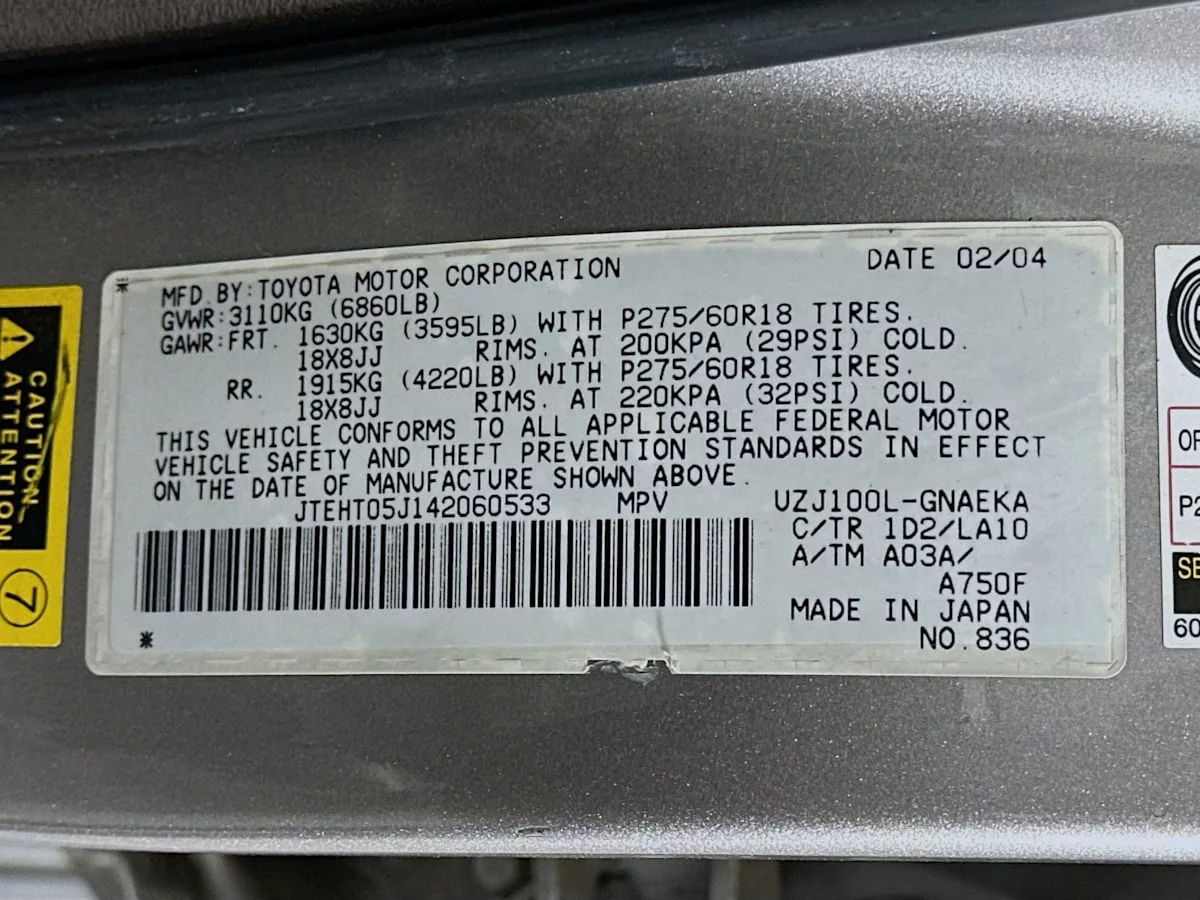 CAUTION
ATTENTION
7
MFD.BY:TOYOTA MOTOR CORPORATION DATE 02/04
GVWR:3110KG (6860LB)
GAWR:FRT. 1630KG (3595LB) WITH P275/60R18 TIRES.
18X8JJ RIMS. AT 200KPA (29PSI) COLD.
RR. 1915KG (4220LB) WITH P275/60R18 TIRES.
18X8JJ RIMS. AT 220KPA (32PSI) COLD.
THIS VEHICLE CONFORMS TO ALL APPLICABLE FEDERAL MOTOR
VEHICLE SAFETY AND THEFT PREVENTION STANDARDS IN EFFECT
ON THE DATE OF MANUFACTURE SHOWN ABOVE.
JTEHT05J142060533 MPV UZJ100L-GNAEKA
C/TR 1D2/LA10
A/TM A03A/
A750F
MADE IN JAPAN
NO.836